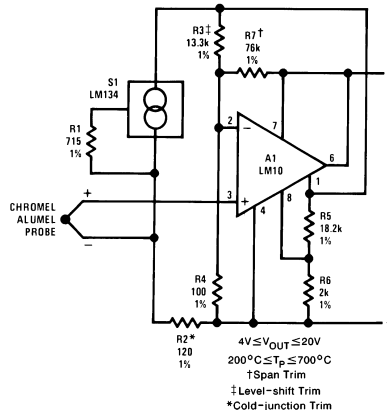 R3‡
13.3k
1%
R7†
76k
1%
S1
LM134
R1
715
1%
2
−
7
A1
LM10
6
1
CHROMEL
ALUMEL
PROBE
+
−
3
+
4
8
R5
18.2k
1%
R4
100
1%
R6
2k
1%
R2*
120
1%
4V≤VOUT≤20V
200°C≤TP≤700°C
†Span Trim
‡Level-shift Trim
*Cold-junction Trim